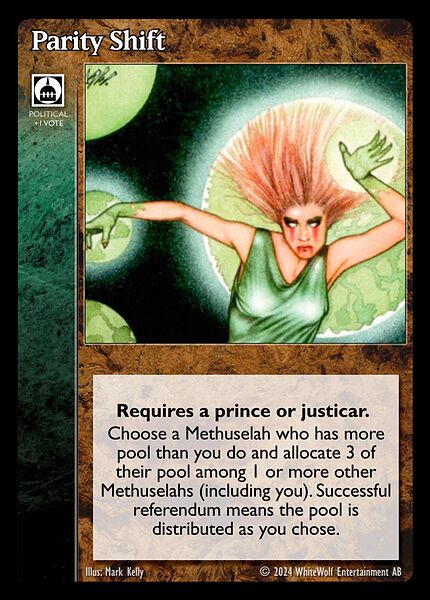 Parity Shift
POLITICAL
+1 VOTE
Requires a prince or justicar.
Choose a Methuselah who has more
pool than you do and allocate 3 of
their pool among 1 or more other
Methuselahs (including you). Successful
referendum means the pool is
distributed as you chose.
Illus: Mark Kelly
© 2024 WhiteWolf Entertainment AB